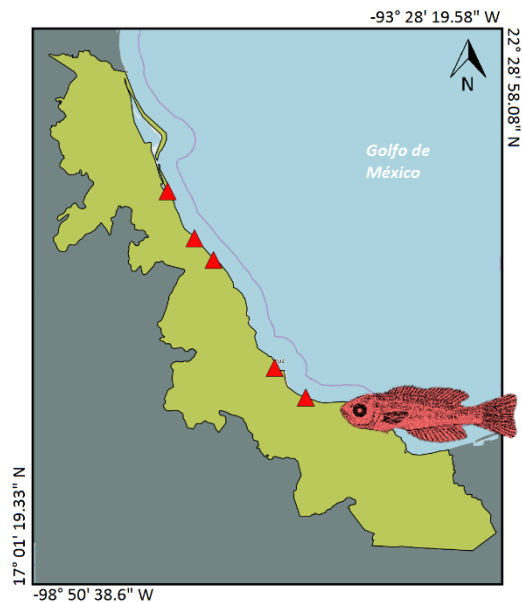 -93° 28' 19.58" W
22° 28' 58.08" N
N
Golfo de
México
17° 01' 19.33" N
-98° 50' 38.6" W